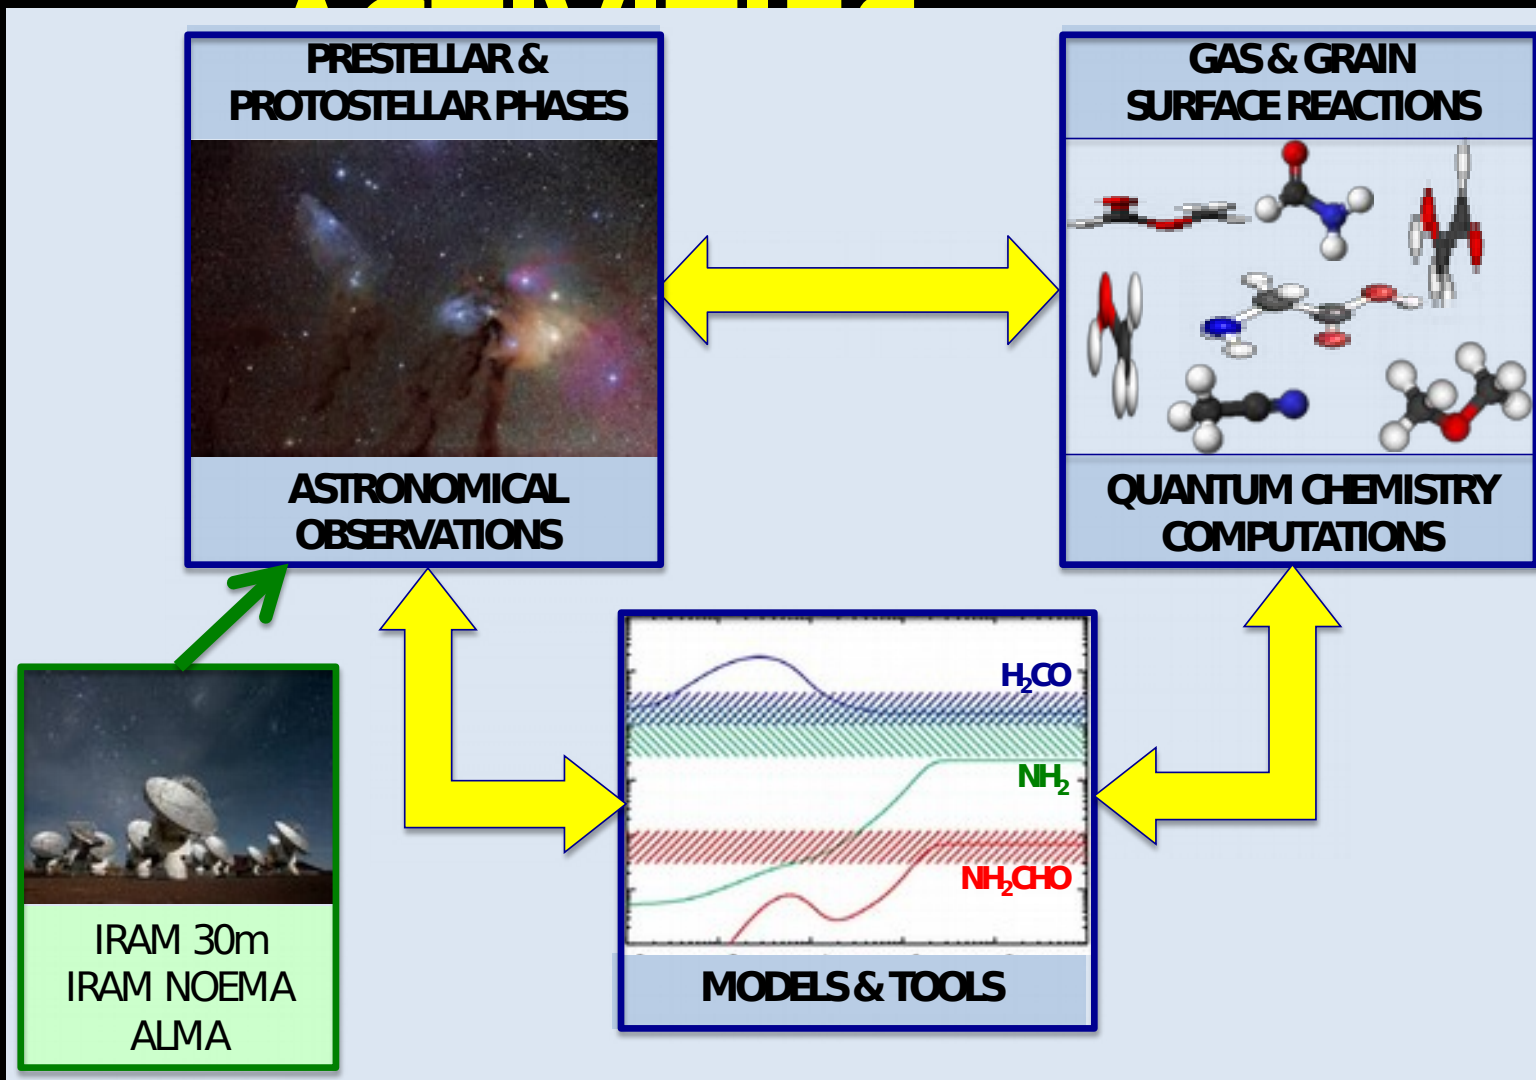 PRESTELLAR &
PROTOSTELLAR PHASES
ASTRONOMICAL
OBSERVATIONS
GAS & GRAIN
SURFACE REACTIONS
QUANTUM CHEMISTRY
COMPUTATIONS
H₂CO
NH₂
NH₂CHO
MODELS & TOOLS
IRAM 30m
IRAM NOEMA
ALMA